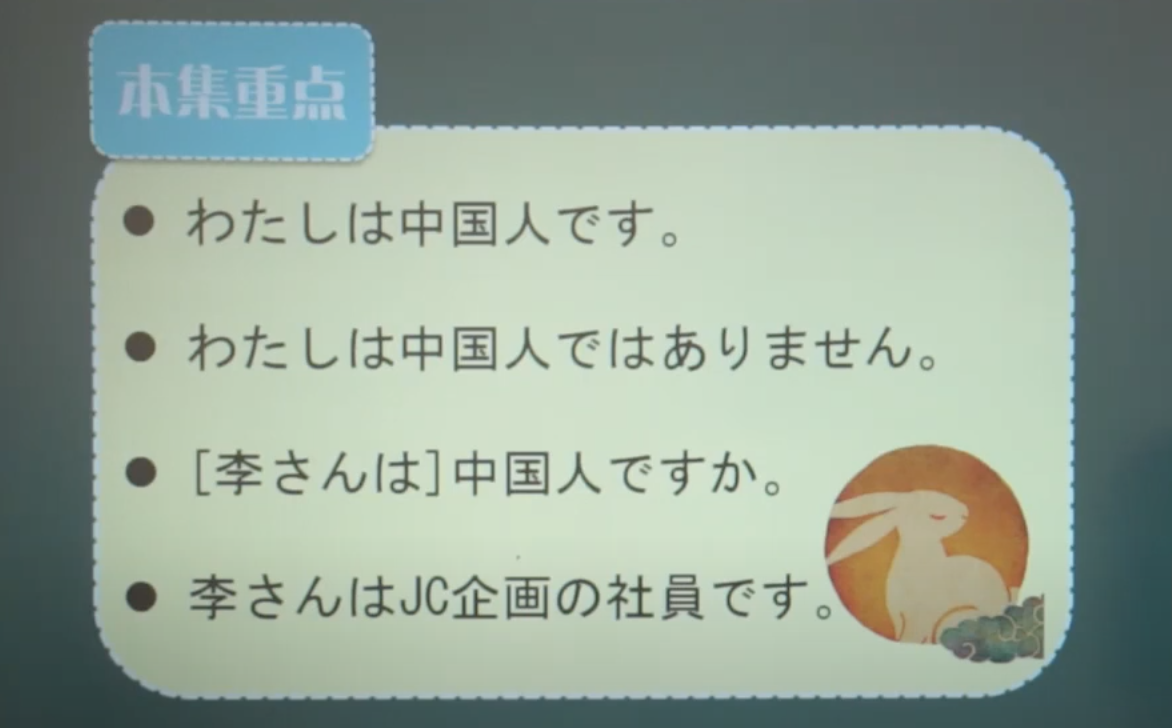 本集重点
● わたしは中国人です。
● わたしは中国人ではありません。
● [李さんは]中国人ですか。
● 李さんはJC企画の社員です。